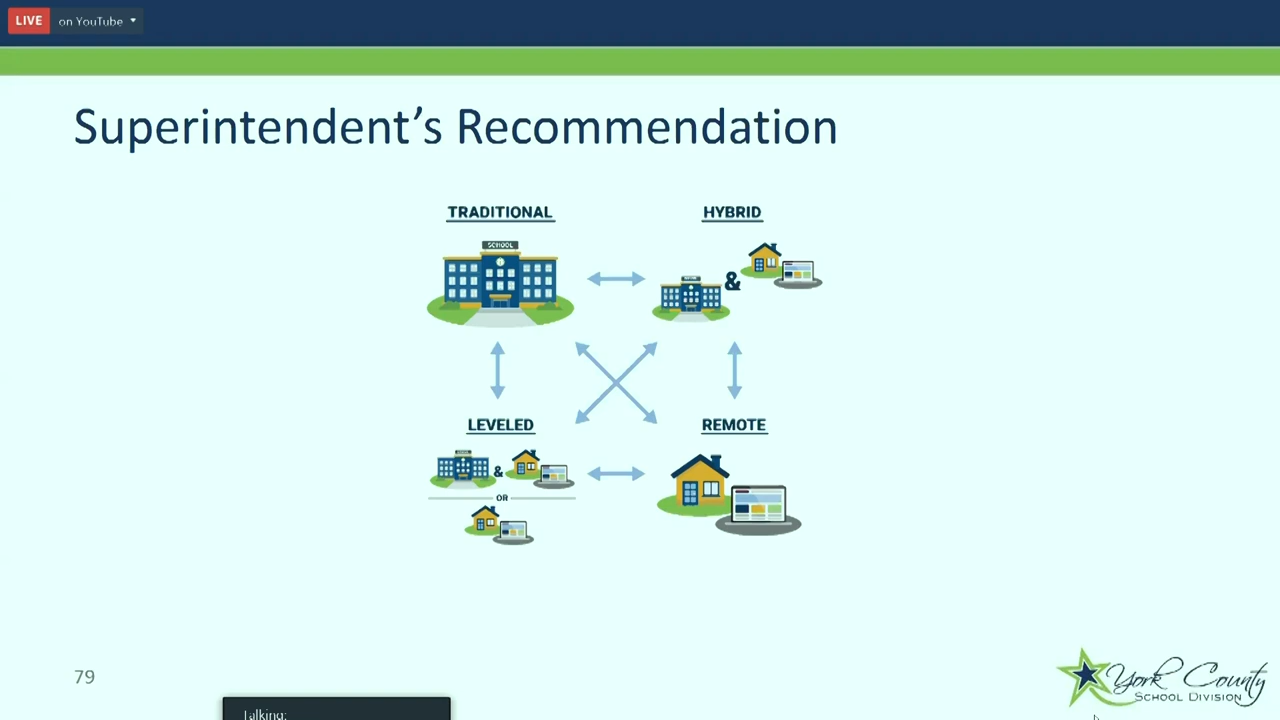 LIVE on YouTube
Superintendent's Recommendation
TRADITIONAL
HYBRID
SCHOOL
&
LEVELED
REMOTE
&
OR
79
York County
SCHOOL DIVISION
Talking: